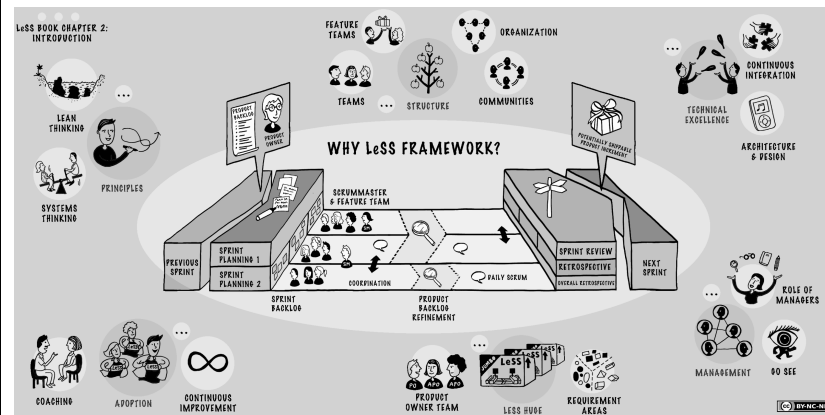 LeSS BOOK CHAPTER 2:
INTRODUCTION
FEATURE
TEAMS
ORGANIZATION
TEAMS
STRUCTURE
COMMUNITIES
CONTINUOUS
INTEGRATION
TECHNICAL
EXCELLENCE
ARCHITECTURE
& DESIGN
LEAN
THINKING
PRINCIPLES
SYSTEMS
THINKING
PRODUCT
BACKLOG
PRODUCT
OWNER
WHY LeSS FRAMEWORK?
POTENTIALLY SHIPPABLE
PRODUCT INCREMENT
SCRUMMASTER
& FEATURE TEAM
PREVIOUS
SPRINT
SPRINT
PLANNING 1
SPRINT
PLANNING 2
COORDINATION
DAILY SCRUM
SPRINT REVIEW
RETROSPECTIVE
OVERALL RETROSPECTIVE
NEXT
SPRINT
SPRINT
BACKLOG
PRODUCT
BACKLOG
REFINEMENT
ROLE OF
MANAGERS
MANAGEMENT
GO SEE
COACHING
ADOPTION
CONTINUOUS
IMPROVEMENT
PO
APO
APO
PRODUCT
OWNER TEAM
LeSS
LESS HUGE
REQUIREMENT
AREAS
CC BY-NC-ND